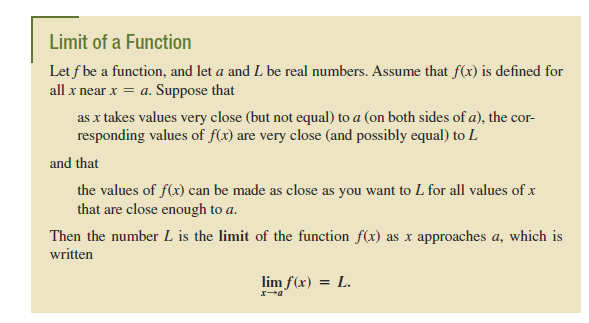 Limit of a Function
Let f be a function, and let a and L be real numbers. Assume that f(x) is defined for
all x near x = a. Suppose that
as x takes values very close (but not equal) to a (on both sides of a), the cor-
responding values of f(x) are very close (and possibly equal) to L
and that
the values of f(x) can be made as close as you want to L for all values of x
that are close enough to a.
Then the number L is the limit of the function f(x) as x approaches a, which is
written
lim f(x) = L.
x→a